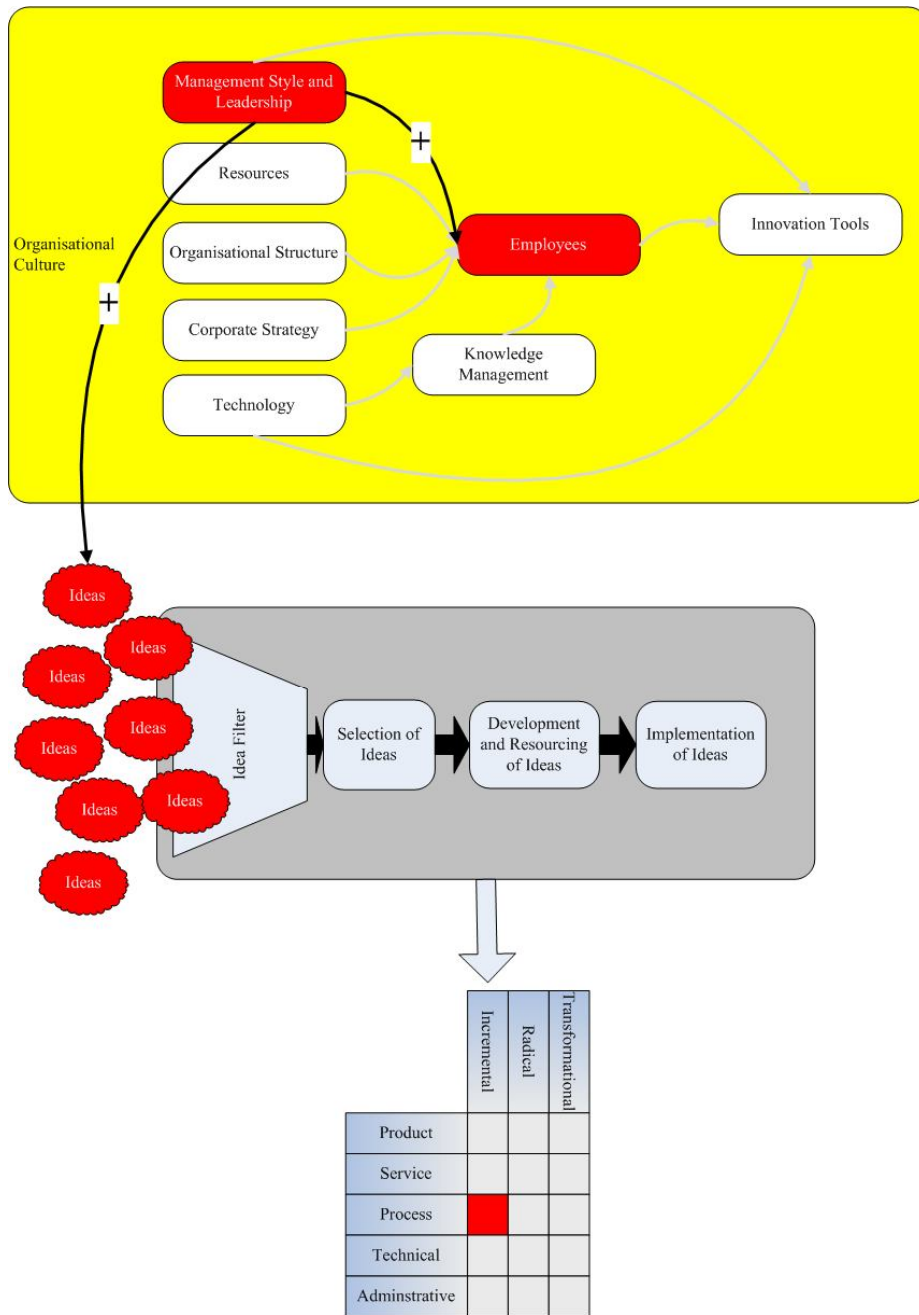 Management Style and
Leadership
+
Resources
Organisational
Culture
Organisational Structure
Employees
Innovation Tools
+
Corporate Strategy
Knowledge
Management
Technology
Ideas
Ideas
Ideas
Ideas
Ideas
Ideas
Ideas
Ideas
Idea Filter
Selection of
Ideas
Development
and Resourcing
of Ideas
Implementation
of Ideas
Incremental
Radical
Transformational
Product
Service
Process
Technical
Adminstrative